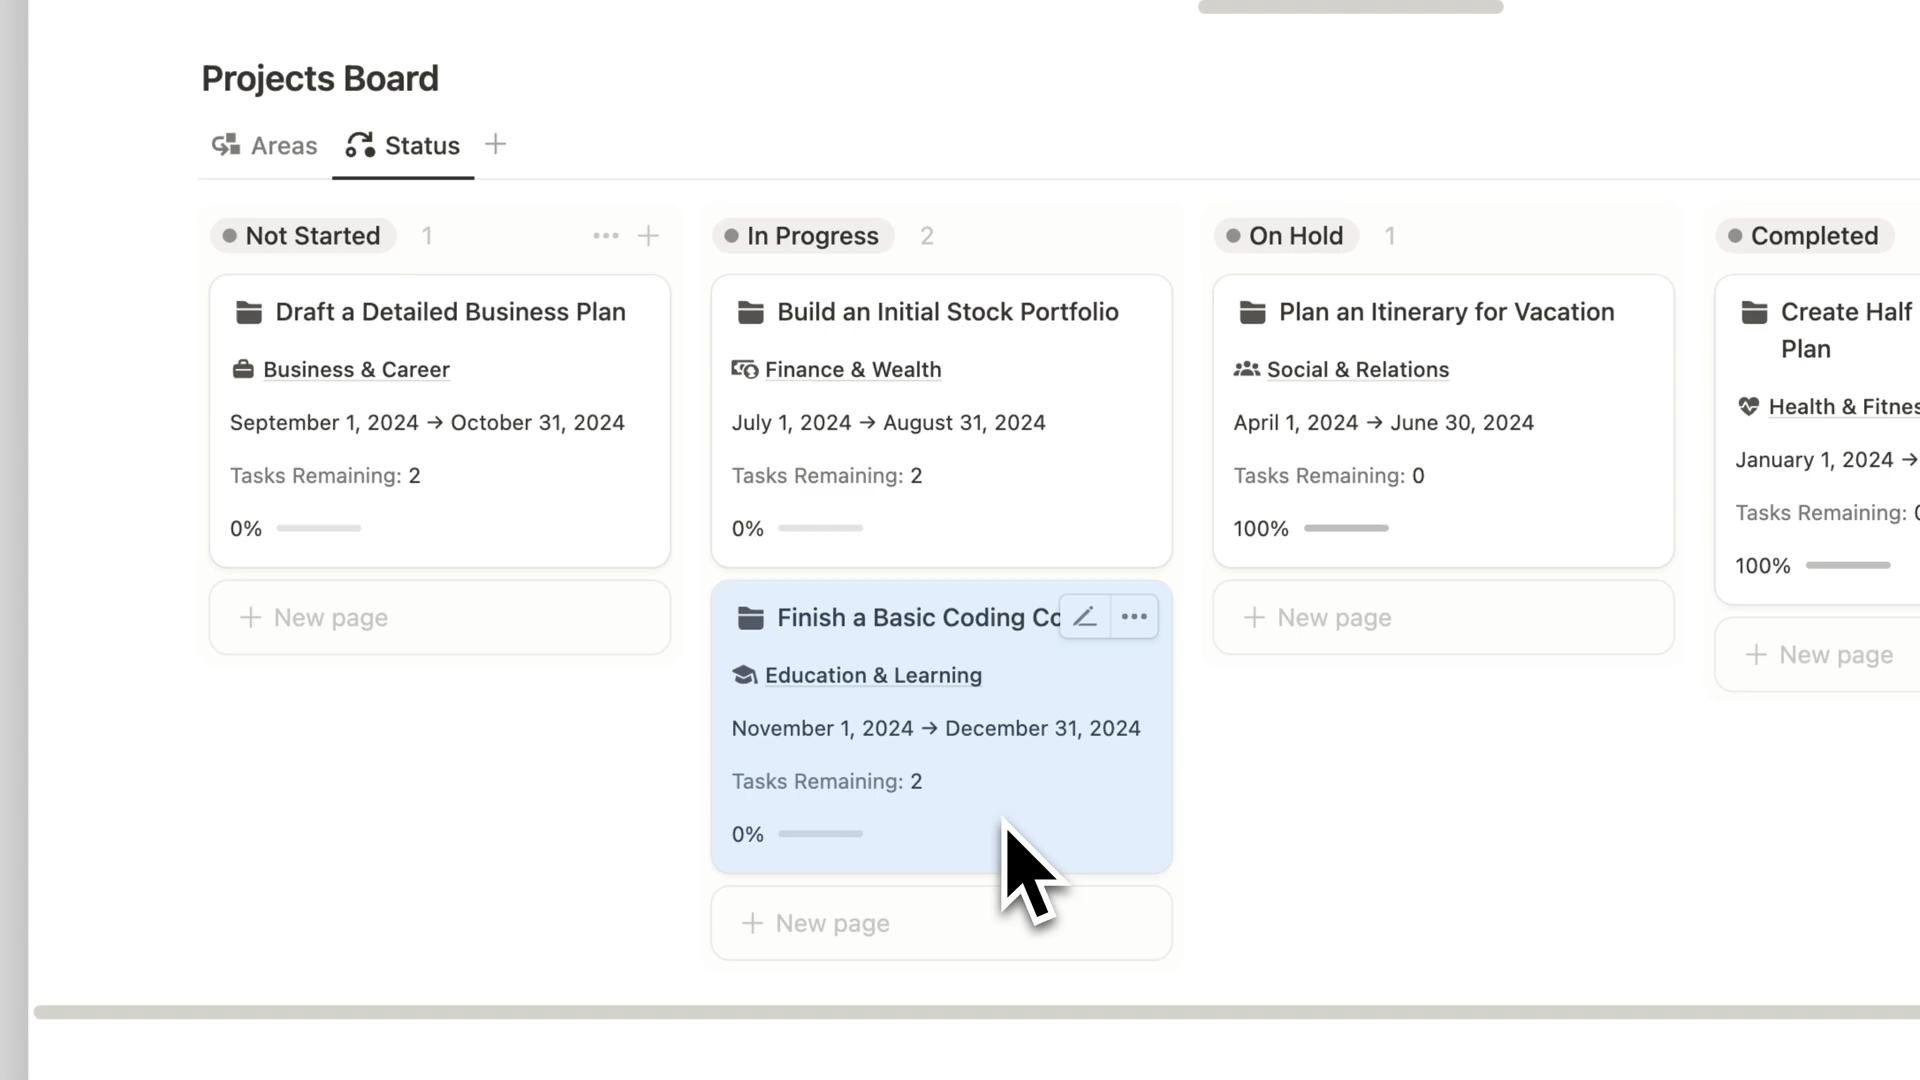 Projects Board
Areas
Status
Not Started 1
Draft a Detailed Business Plan
Business & Career
September 1, 2024 → October 31, 2024
Tasks Remaining: 2
0%
New page
In Progress 2
Build an Initial Stock Portfolio
Finance & Wealth
July 1, 2024 → August 31, 2024
Tasks Remaining: 2
0%
Finish a Basic Coding Co
Education & Learning
November 1, 2024 → December 31, 2024
Tasks Remaining: 2
0%
New page
On Hold 1
Plan an Itinerary for Vacation
Social & Relations
April 1, 2024 → June 30, 2024
Tasks Remaining: 0
100%
New page
Completed
Create Half
Plan
Health & Fitnes
January 1, 2024 →
Tasks Remaining:
100%
New page